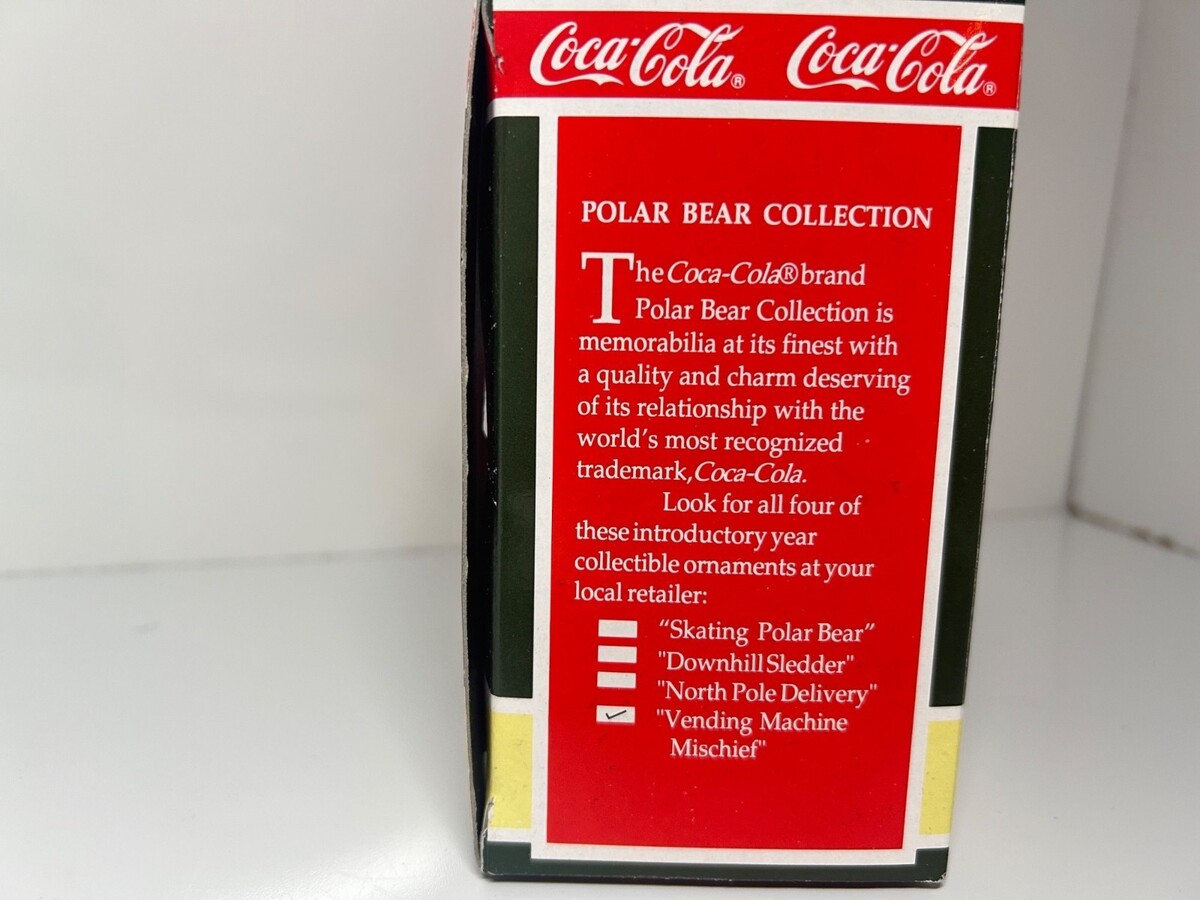 Coca-Cola® Coca-Cola®
POLAR BEAR COLLECTION
The Coca-Cola® brand
Polar Bear Collection is
memorabilia at its finest with
a quality and charm deserving
of its relationship with the
world's most recognized
trademark, Coca-Cola.
Look for all four of
these introductory year
collectible ornaments at your
local retailer:
“Skating Polar Bear”
"Downhill Sledder"
"North Pole Delivery"
"Vending Machine
Mischief"